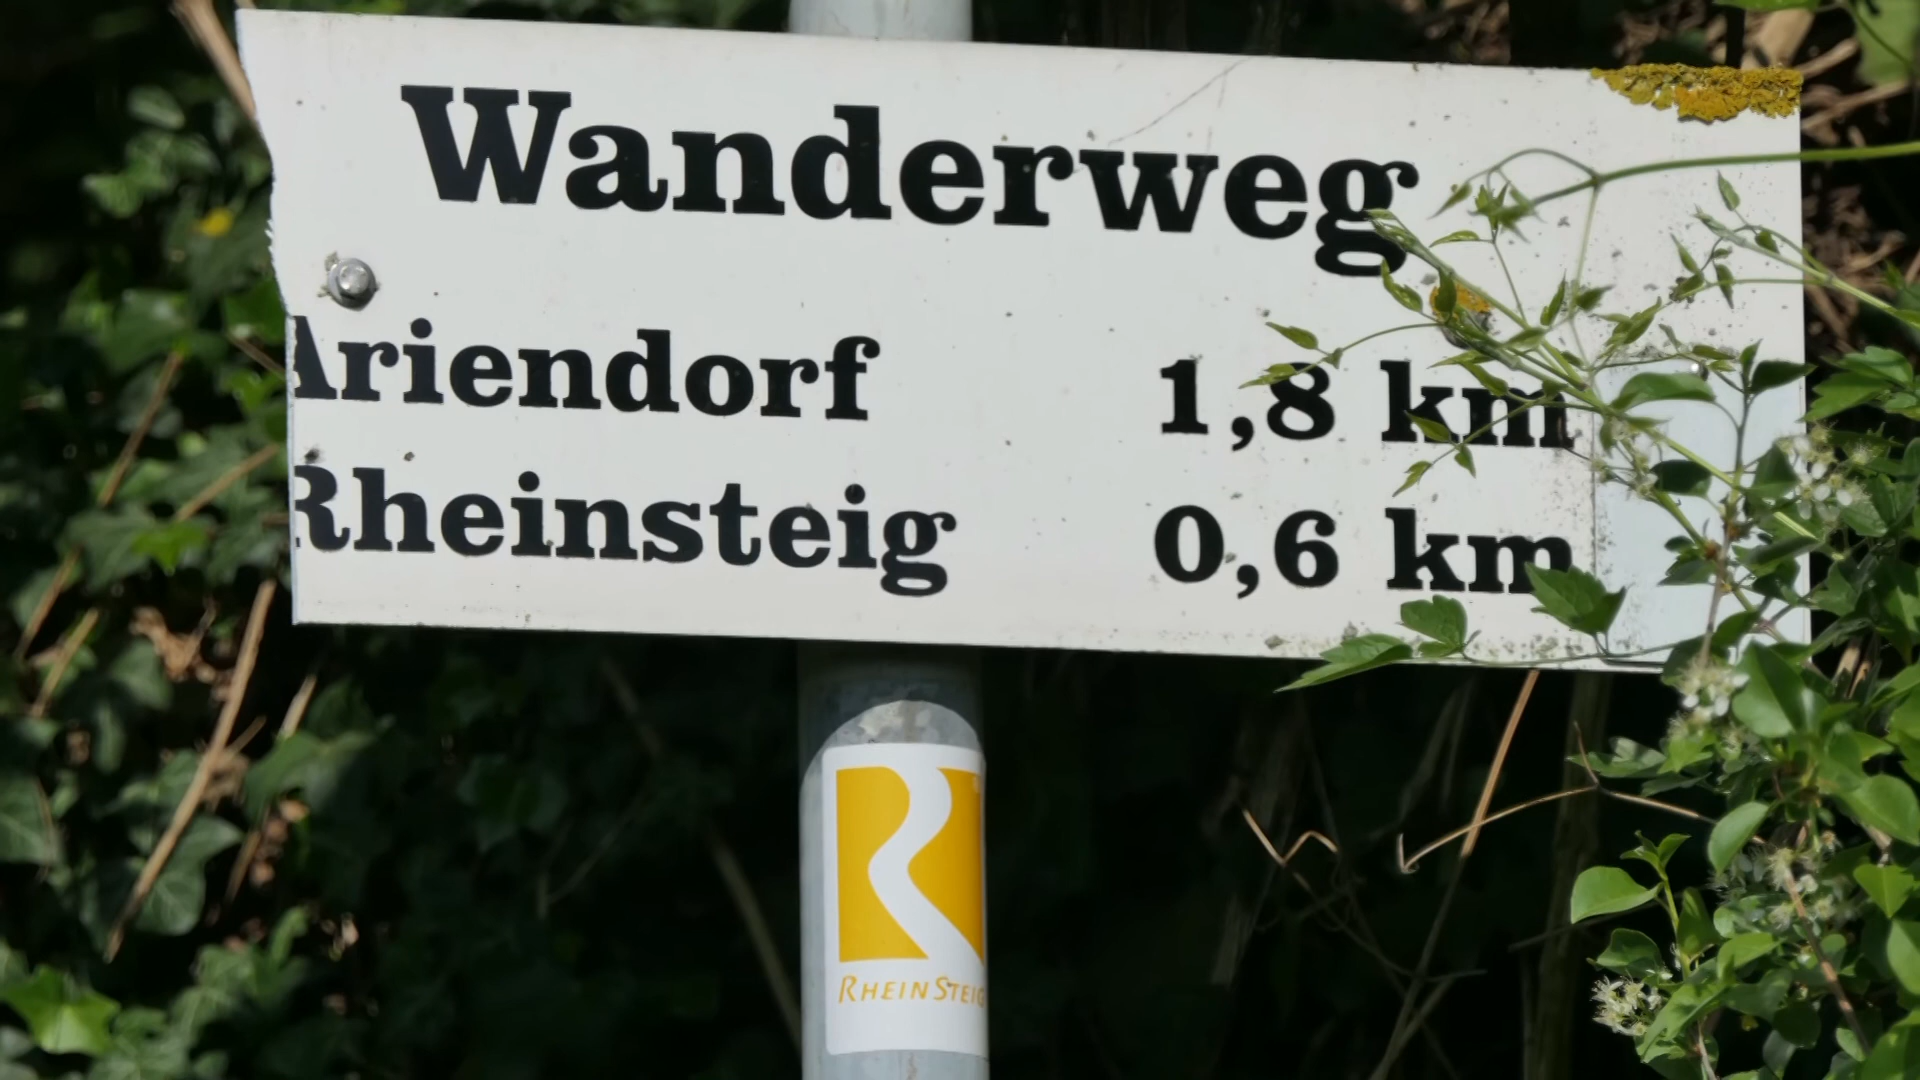 Wanderweg
Ariendorf 1,8 km
Rheinsteig 0,6 km
RHEINSTEIG